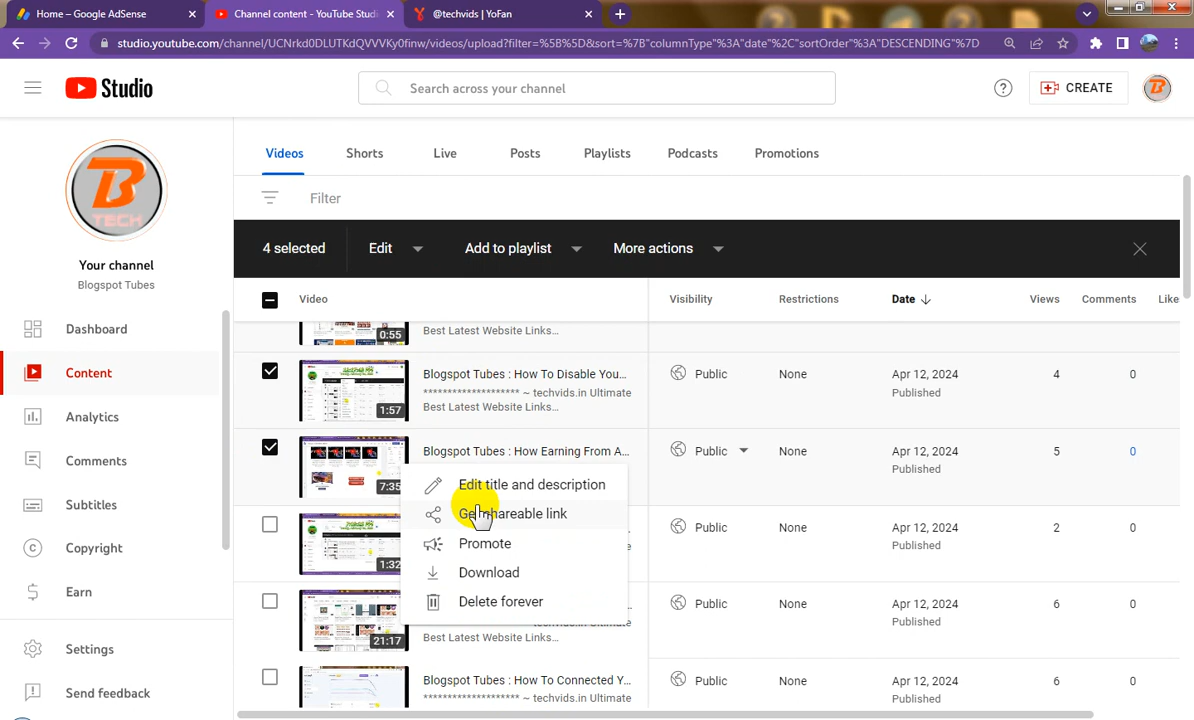 Home – Google AdSense
Channel content - YouTube Studi
@techvids | YoFan
studio.youtube.com/channel/UCNrkd0DLUTKdQVVVKy0finw/videos/upload?filter=%5B%5D&sort=%7B"columnType"%3A"date"%2C"sortOrder"%3A"DESCENDING"%7D
Studio
Search across your channel
CREATE
B
TECH
Your channel
Blogspot Tubes
Dashboard
Content
Analytics
Comments
Subtitles
Copyright
Earn
Settings
Send feedback
Videos
Shorts
Live
Posts
Playlists
Podcasts
Promotions
Filter
4 selected
Edit
Add to playlist
More actions
Video
Visibility
Restrictions
Date
Views
Comments
Like
0:55
Best Latest Website Links...
1:57
Blogspot Tubes : How To Disable You...
******************** ~ techvids.in Ultimate
Best Latest Website Links...
Public
None
Apr 12, 2024
Published
4
0
7:35
Blogspot Tubes : How Earning From A...
Public
None
Apr 12, 2024
Published
5
0
Edit title and description
Get shareable link
Promote
Download
Delete forever
1:32
Public
None
Apr 12, 2024
Published
2
0
21:17
Best Latest Website Links...
Public
None
Apr 12, 2024
Published
6
0
Blogspot Tubes : How To Connected Y...
******************** ~ techvids.in Ultimate
Public
None
Apr 12, 2024
Published
6
0